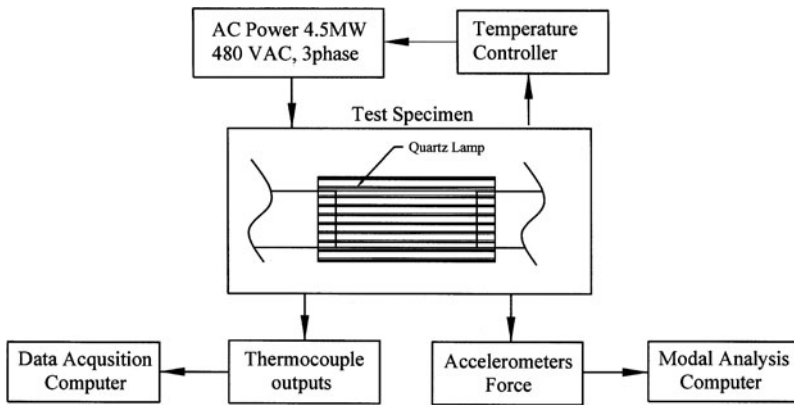 AC Power 4.5MW
480 VAC, 3phase
Temperature
Controller
Test Specimen
Quartz Lamp
Data Acqusition
Computer
Thermocouple
outputs
Accelerometers
Force
Modal Analysis
Computer